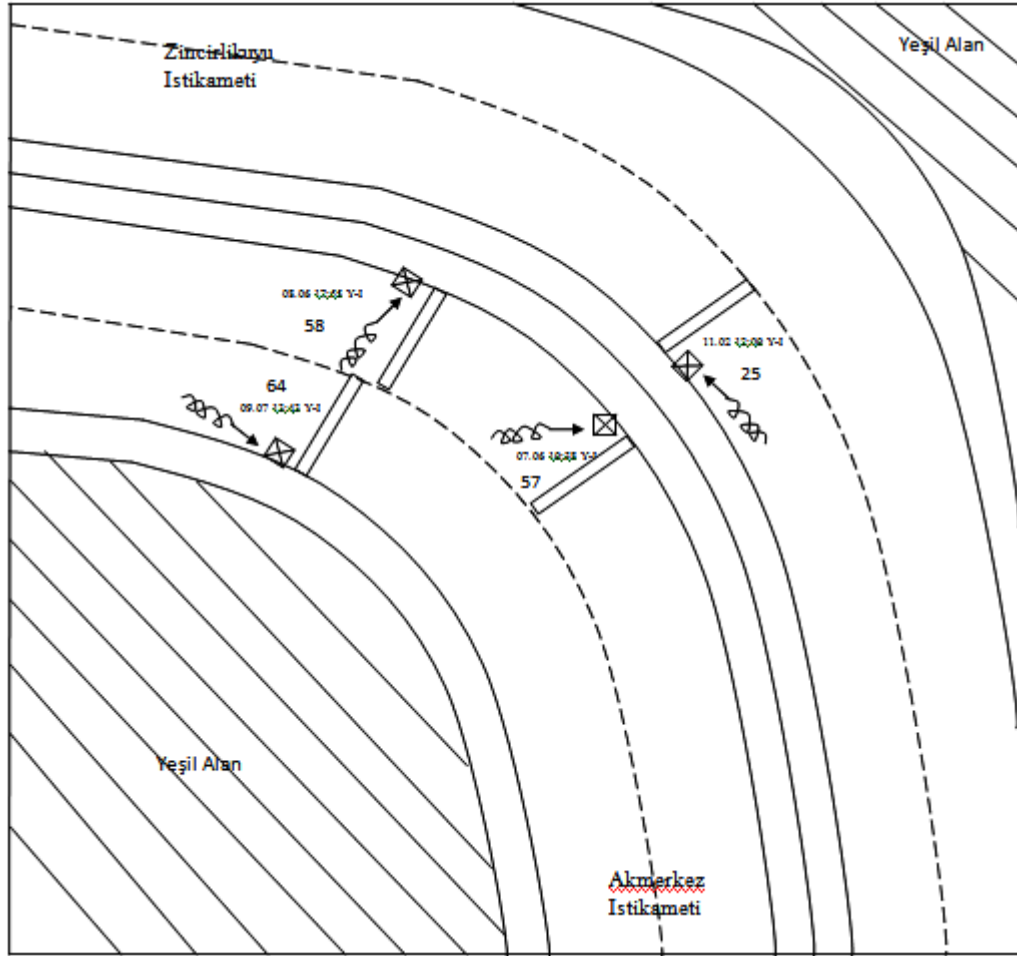 Zincirlikuyu
Istikameti
Yeşil Alan
58
64
25
57
Yeşil Alan
Akmerkez
Istikameti